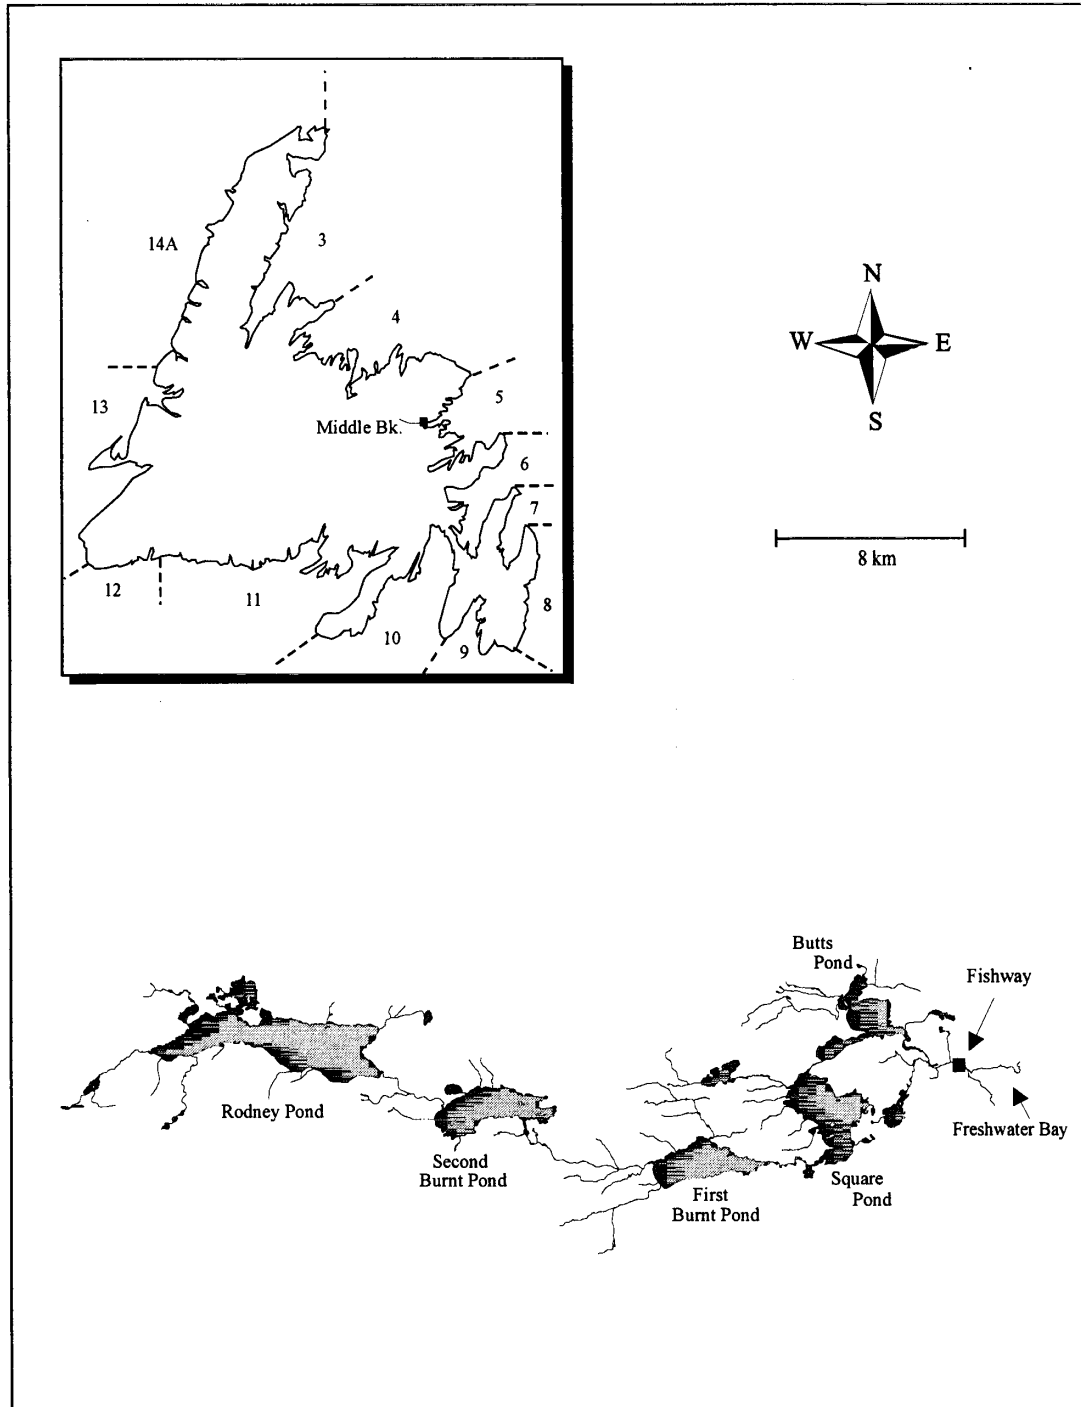 14A
3
4
5
13
Middle Bk.
6
7
12
11
10
9
8
N
W
E
S
8 km
Butts
Pond
Fishway
Rodney Pond
Second
Burnt Pond
First
Burnt Pond
Square
Pond
Freshwater Bay